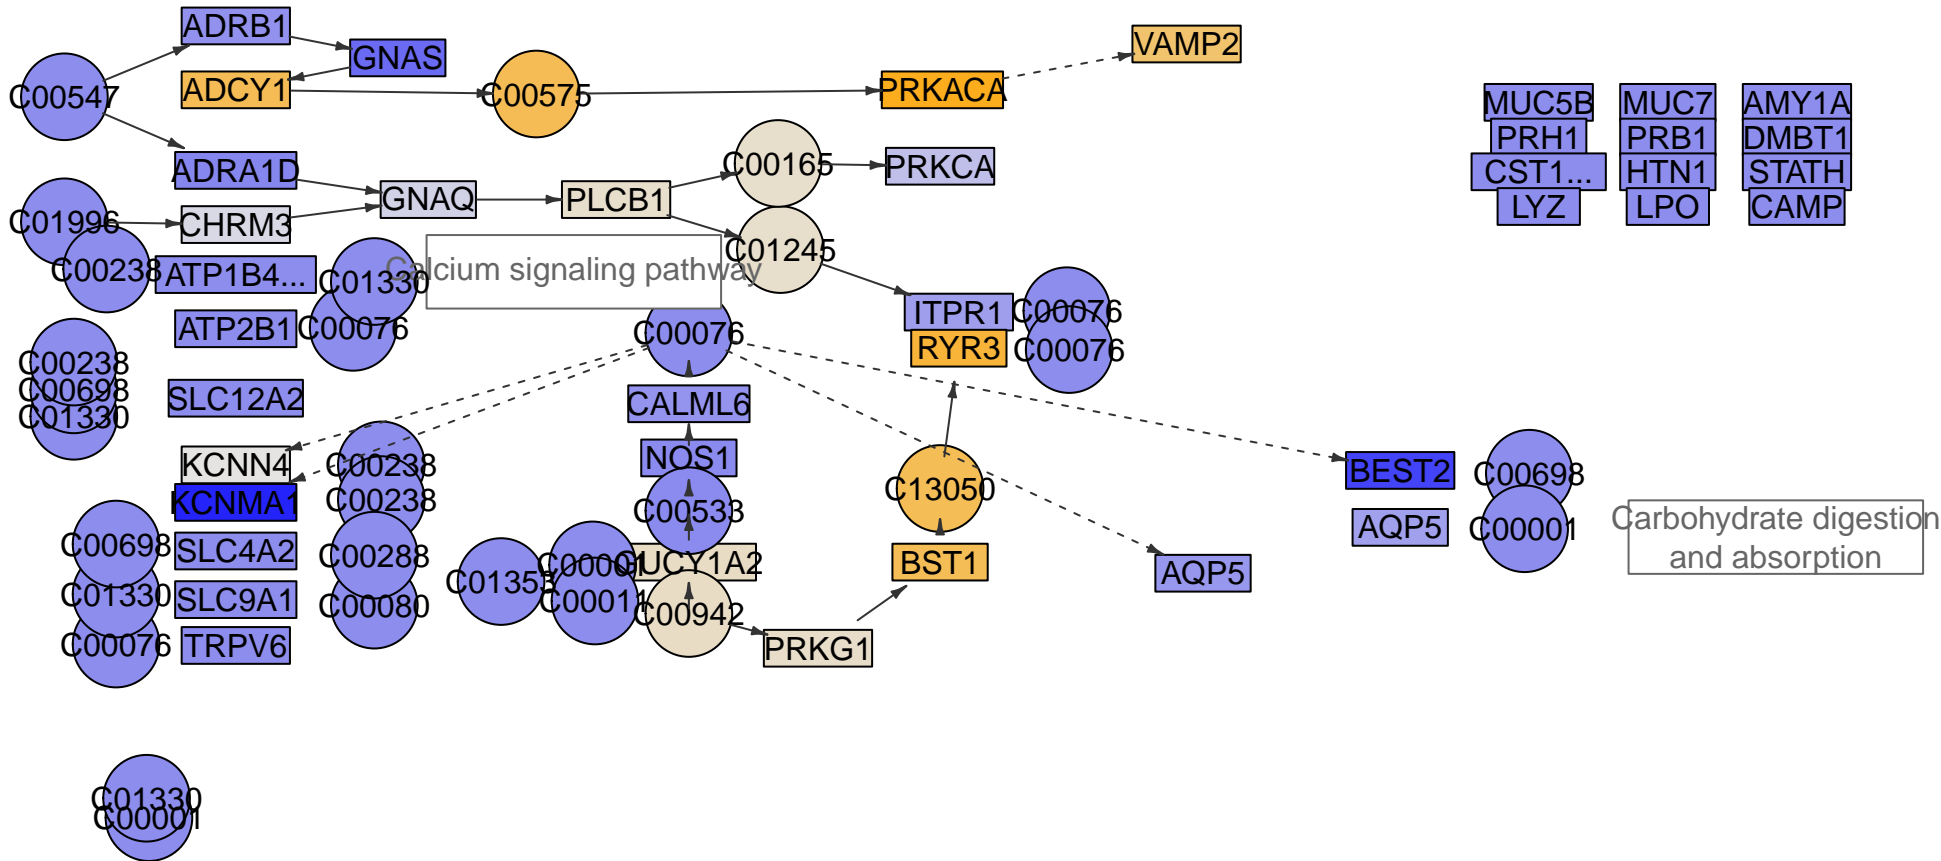 ADRB1
GNAS
VAMP2
C00547
ADCY1
C00575
PRKACA
MUC5B
MUC7
AMY1A
PRH1
PRB1
DMBT1
ADRA1D
C00165
PRKCA
CST1...
HTN1
STATH
GNAQ
PLCB1
LYZ
LPO
CAMP
C01996
CHRM3
C01245
C00238
ATP1B4...
C01330
Calcium signaling pathway
ITPR1
C00076
ATP2B1
C00076
C00076
RYR3
C00076
C00238
C00698
C01330
SLC12A2
CALML6
KCNN4
C00238
NOS1
BEST2
C00698
KCNMA1
C00238
C00533
C13050
Carbohydrate digestion
and absorption
AQP5
C00001
C00698
SLC4A2
C00288
C00001
GUCY1A2
BST1
AQP5
C01353
C01330
SLC9A1
C00080
C00011
C00942
C00076
TRPV6
PRKG1
C01330
C00001